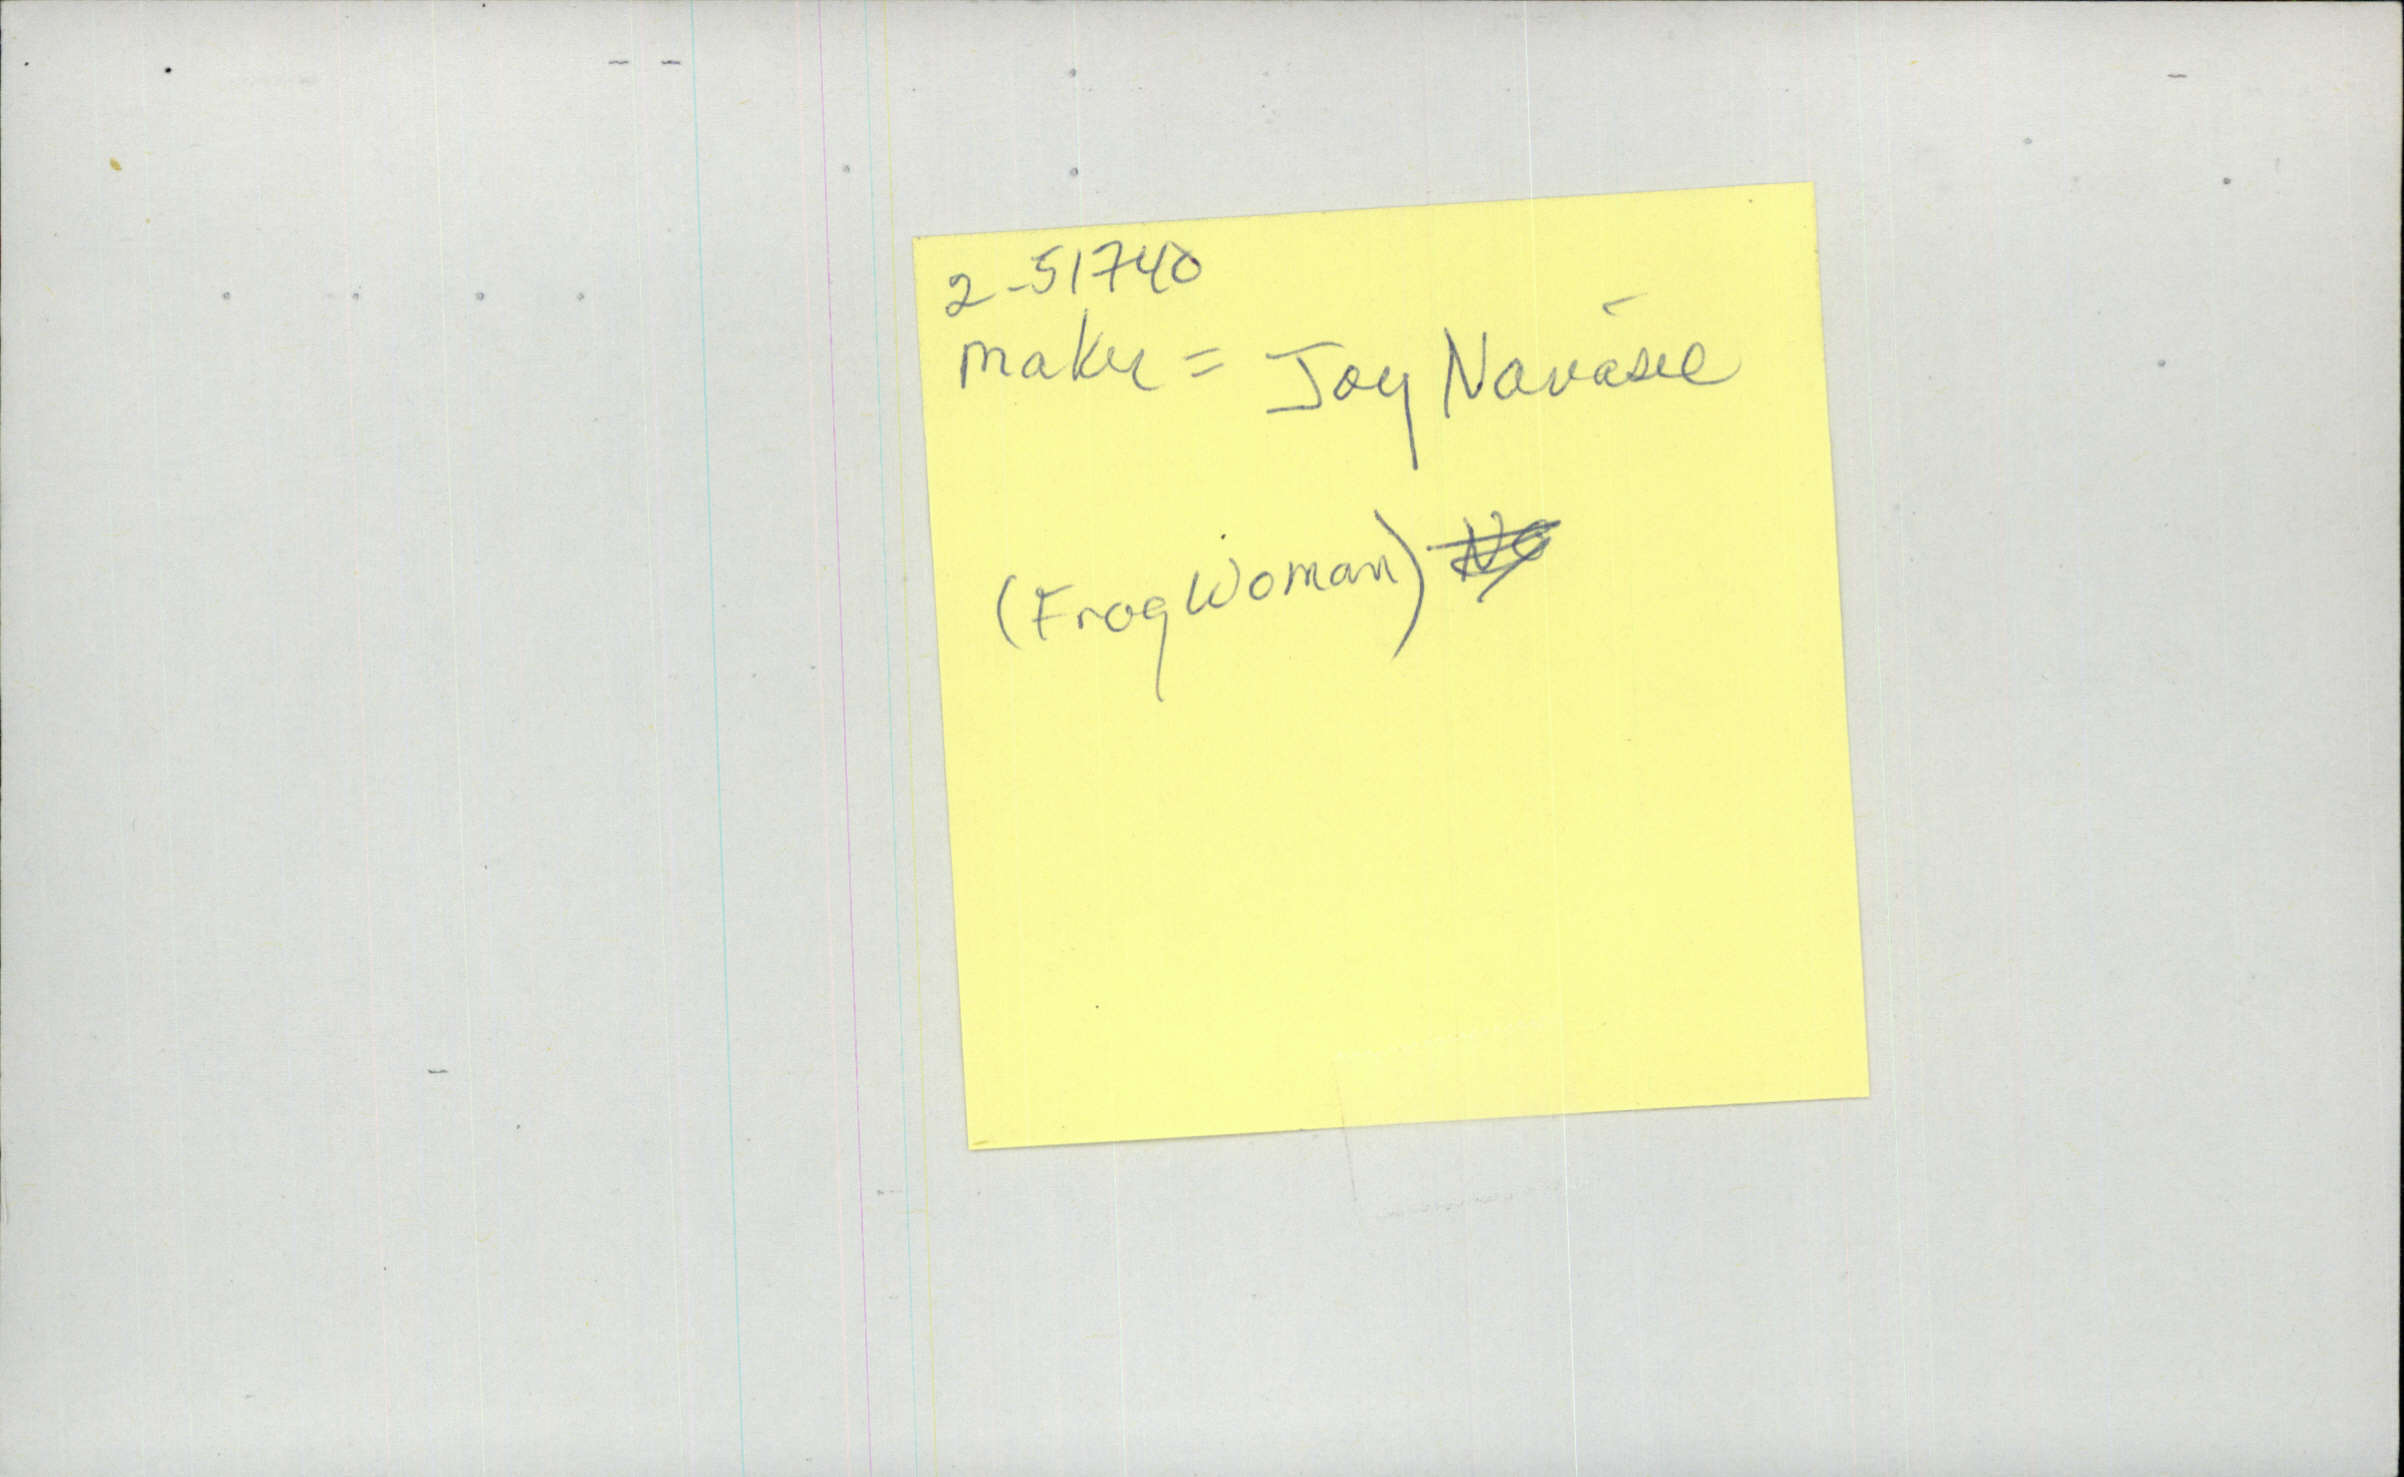 2-51740
maker = Joy Navasie
(Frog Woman)